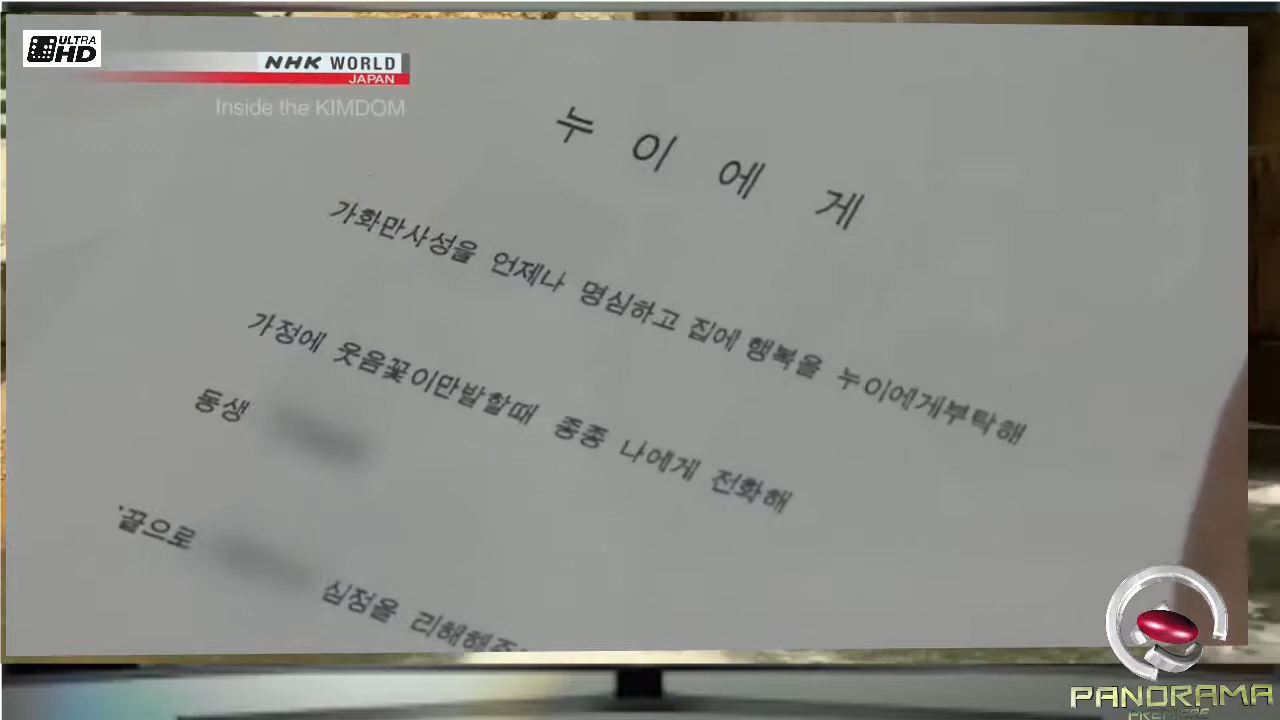 ULTRA
HD
NHK WORLD
JAPAN
Inside the KIMDOM
누 이 에 게
가화만사성을 언제나 명심하고 집에 행복을 누이에게부탁해
가정에 웃음꽃이만발할때 종종 나에게 전화해
동생
끝으로 심정을 리해해주
PANORAMA
PREMIERE